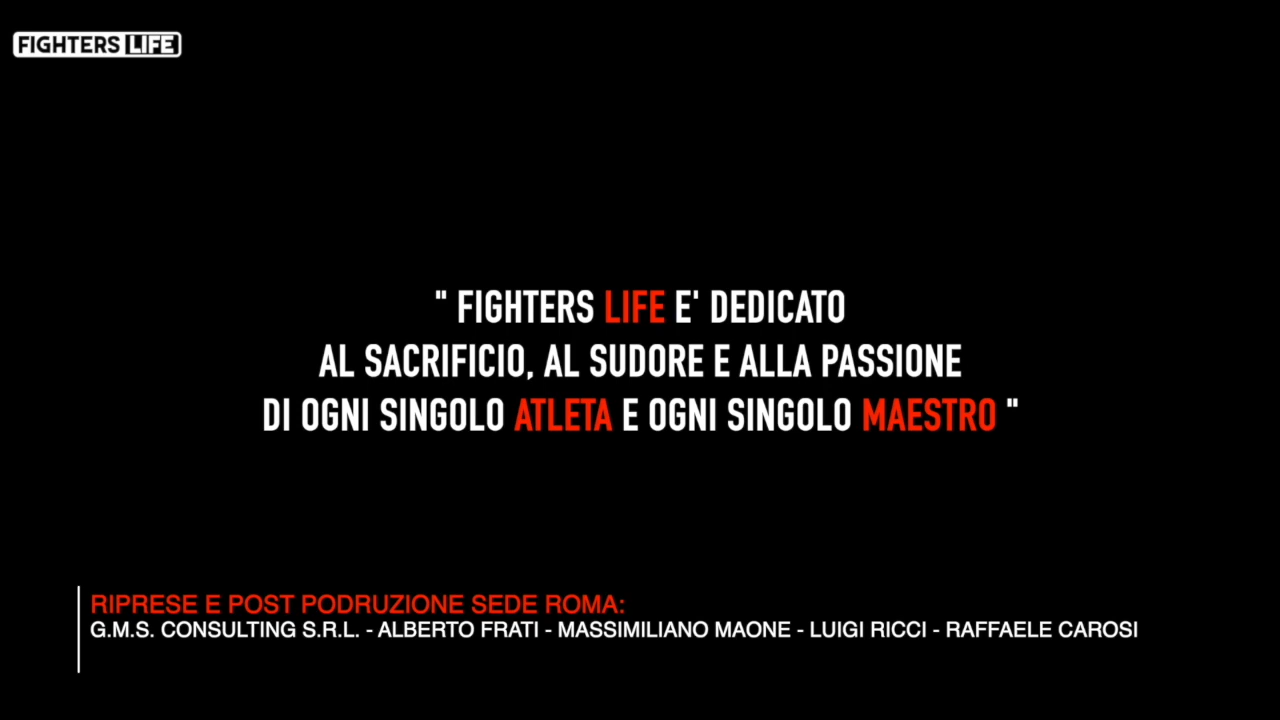 FIGHTERS LIFE
" FIGHTERS LIFE E' DEDICATO
AL SACRIFICIO, AL SUDORE E ALLA PASSIONE
DI OGNI SINGOLO ATLETA E OGNI SINGOLO MAESTRO "
RIPRESE E POST PODRUZIONE SEDE ROMA:
G.M.S. CONSULTING S.R.L. - ALBERTO FRATI - MASSIMILIANO MAONE - LUIGI RICCI - RAFFAELE CAROSI